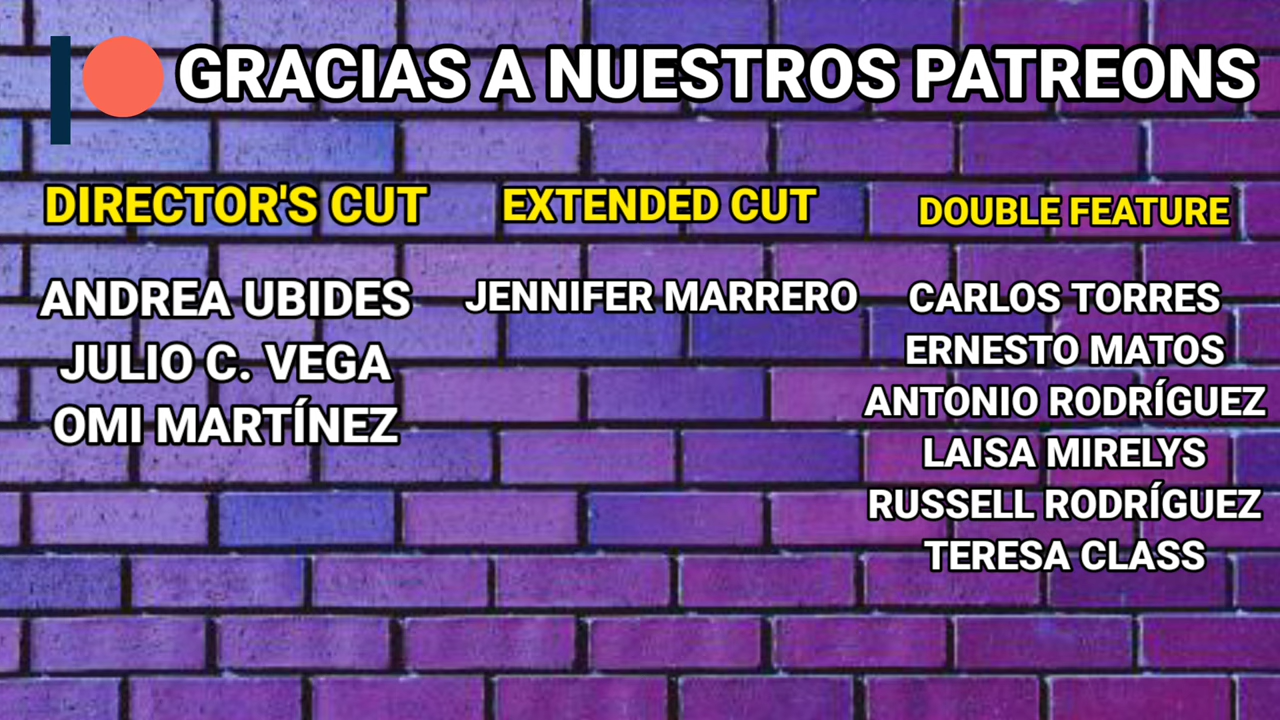 GRACIAS A NUESTROS PATREONS
DIRECTOR'S CUT
ANDREA UBIDES
JULIO C. VEGA
OMI MARTÍNEZ
EXTENDED CUT
JENNIFER MARRERO
DOUBLE FEATURE
CARLOS TORRES
ERNESTO MATOS
ANTONIO RODRÍGUEZ
LAISA MIRELYS
RUSSELL RODRÍGUEZ
TERESA CLASS